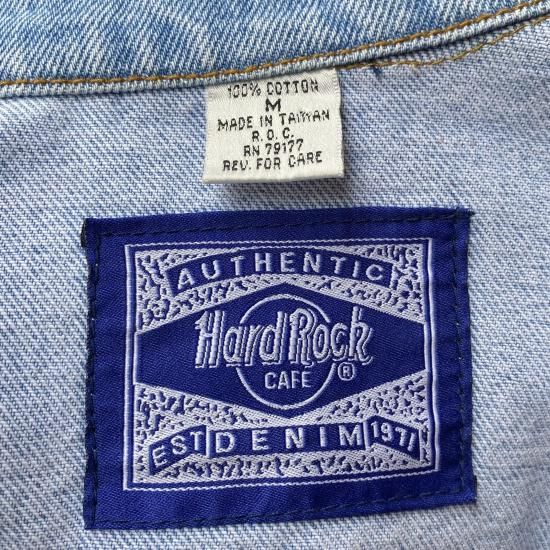 100% COTTON
M
MADE IN TAIWAN
R.O.C.
RN 79177
REV. FOR CARE
AUTHENTIC
Hard Rock
CAFE ®
EST DENIM 1971